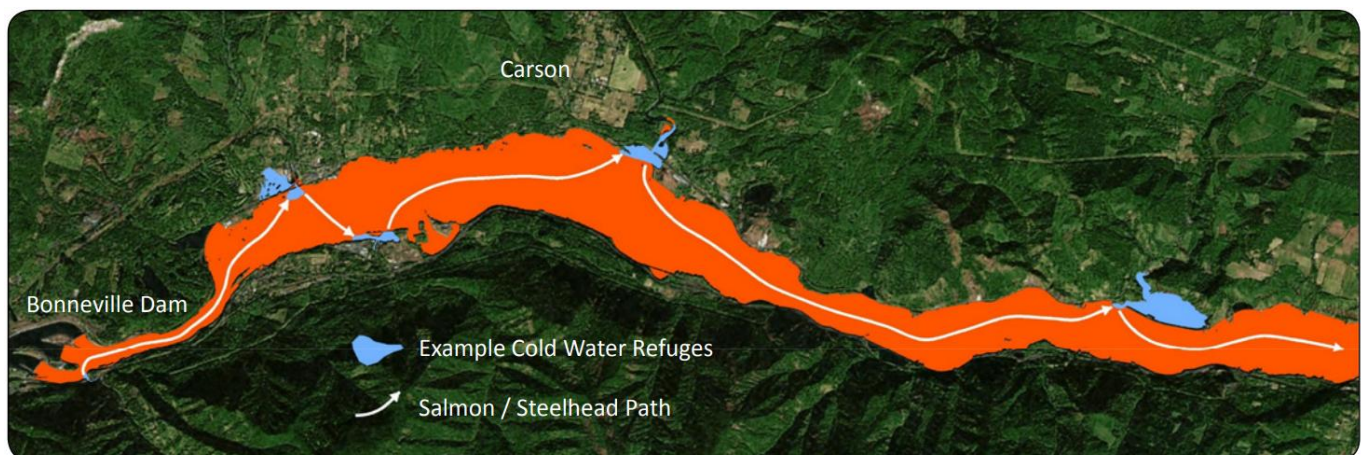 Carson
Bonneville Dam
Example Cold Water Refuges
Salmon / Steelhead Path